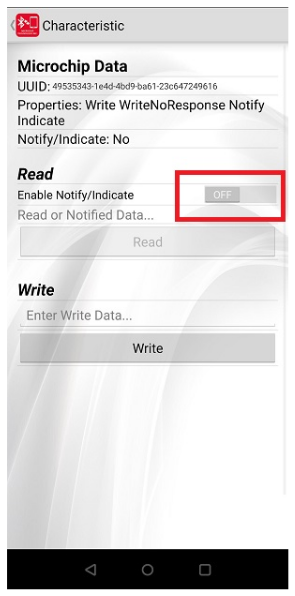 Characteristic
Microchip Data
UUID: 49535343-1e4d-4bd9-ba61-23c647249616
Properties: Write WriteNoResponse Notify
Indicate
Notify/Indicate: No
Read
Enable Notify/Indicate OFF
Read or Notified Data...
Read
Write
Enter Write Data...
Write